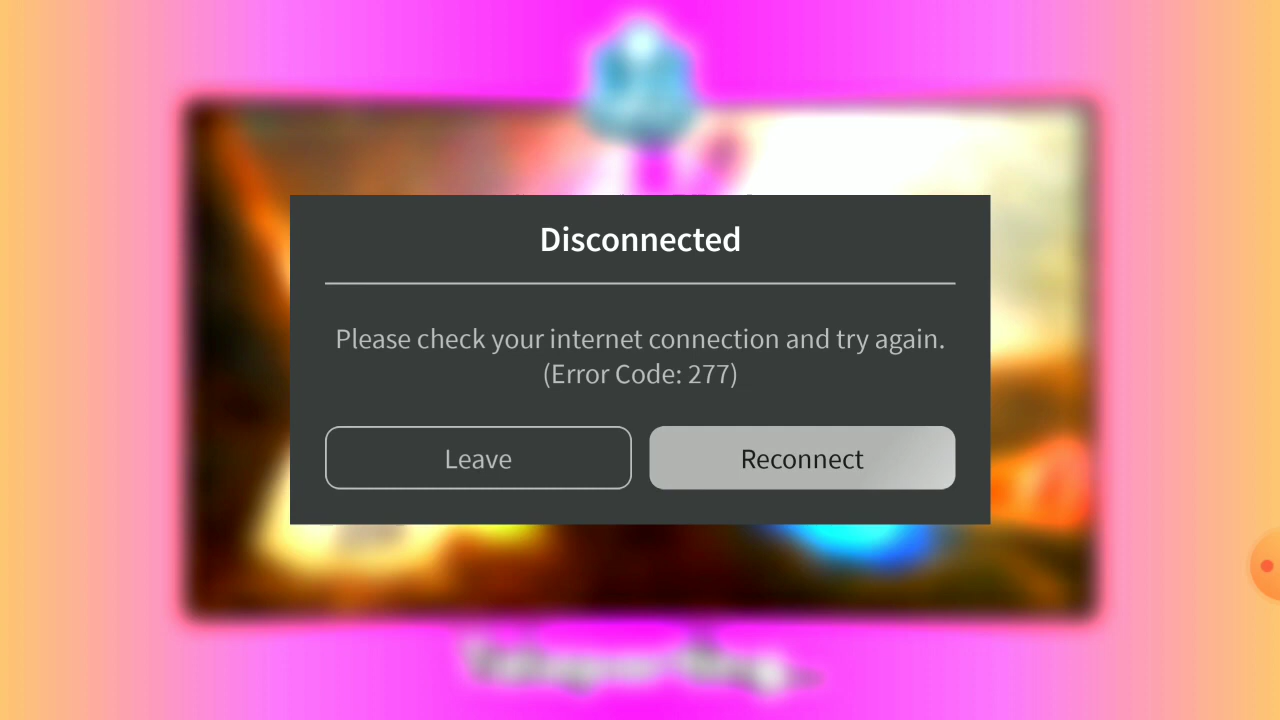 Disconnected
Please check your internet connection and try again.
(Error Code: 277)
Leave
Reconnect